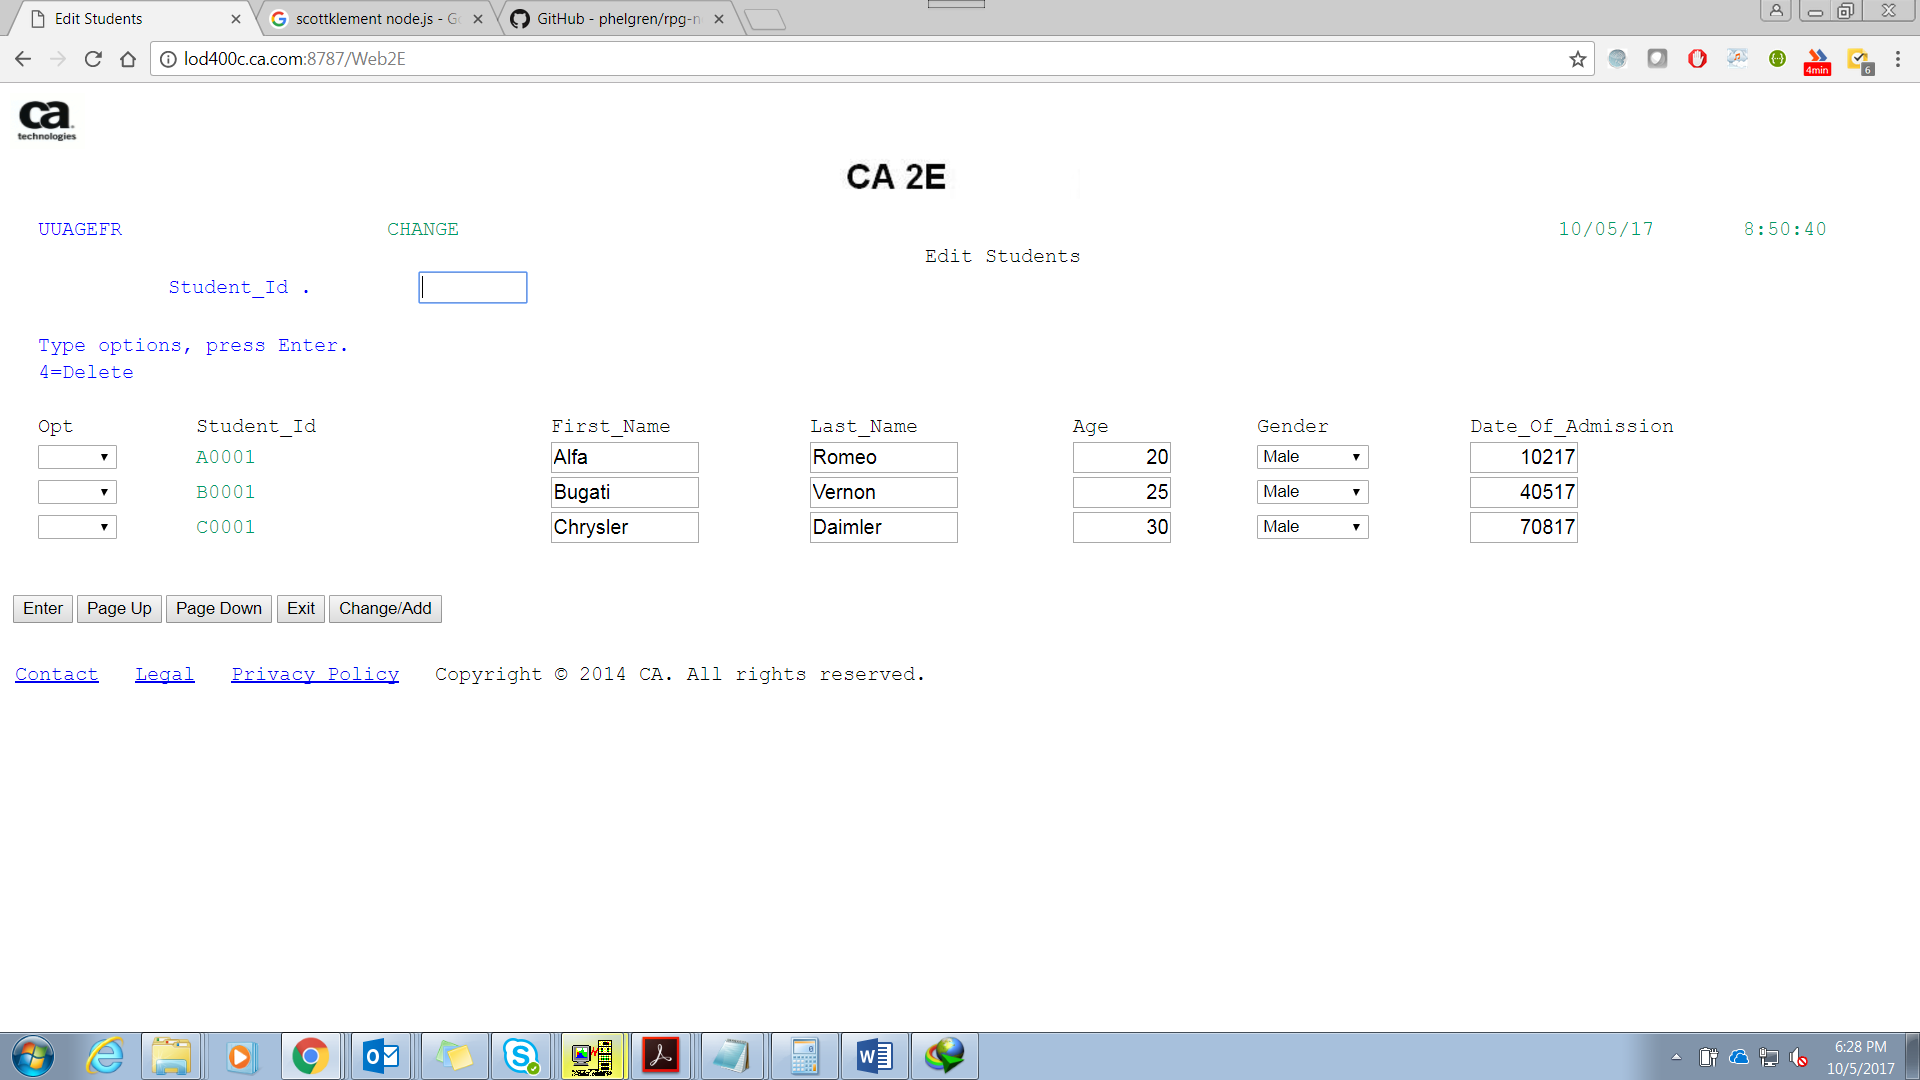 Edit Students
scottklement node.js - G
GitHub - phelgren/rpg-n
lod400c.ca.com:8787/Web2E
4min
6
ca
technologies
CA 2E
UUAGEFR CHANGE 10/05/17 8:50:40
Edit Students
Student_Id .
Type options, press Enter.
4=Delete
Opt Student_Id First_Name Last_Name Age Gender Date_Of_Admission
A0001 Alfa Romeo 20 Male 10217
B0001 Bugati Vernon 25 Male 40517
C0001 Chrysler Daimler 30 Male 70817
Enter Page Up Page Down Exit Change/Add
Contact Legal Privacy Policy Copyright © 2014 CA. All rights reserved.
6:28 PM
10/5/2017